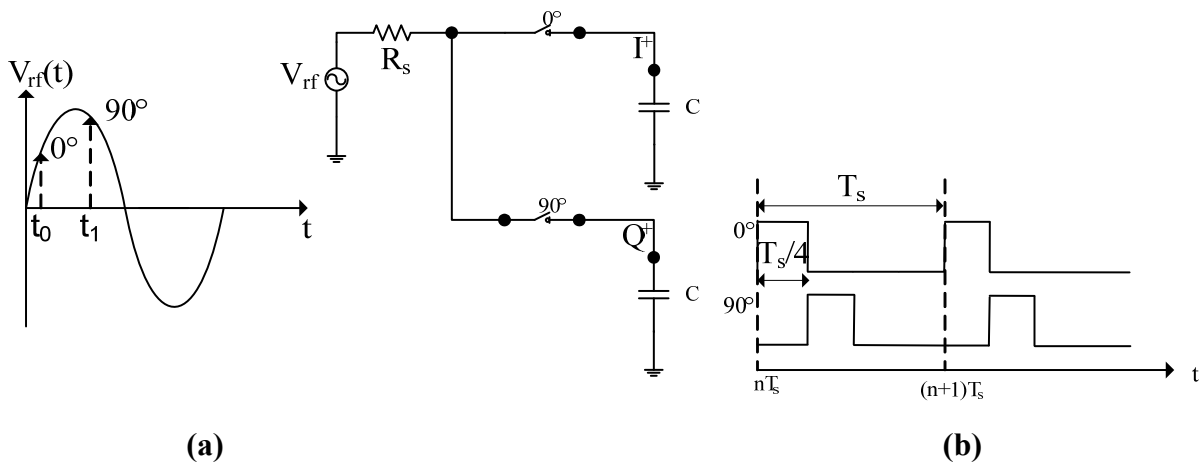 V_rf(t)
0°
90°
t_0
t_1
t
V_rf
R_s
0°
I+
C
90°
Q+
C
(a)
T_s
0°
T_s/4
90°
nT_s
(n+1)T_s
t
(b)